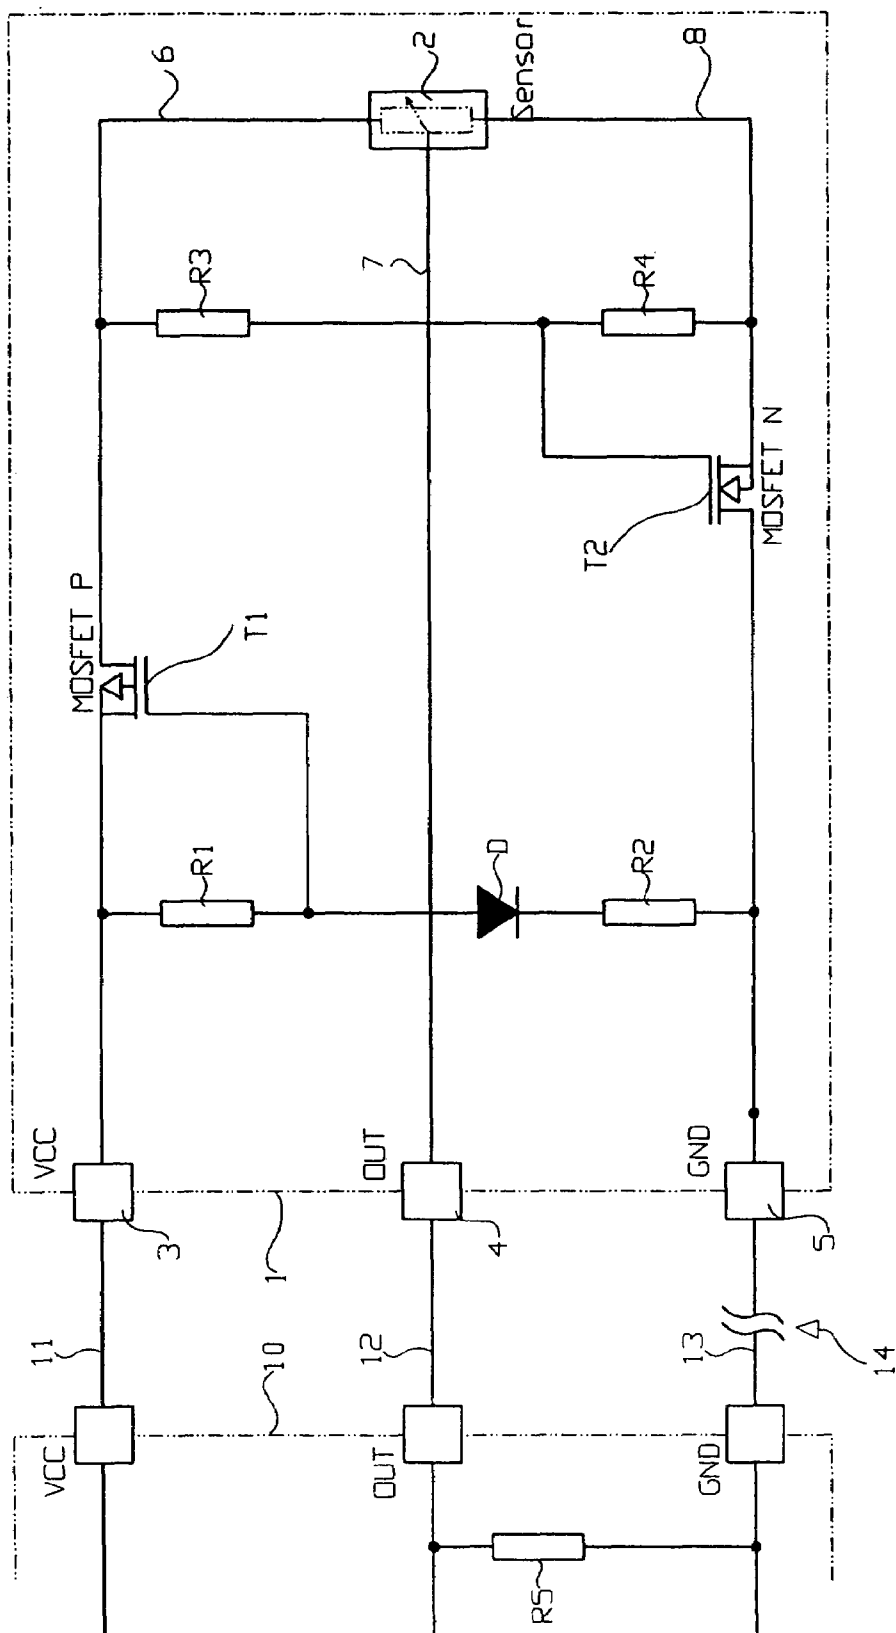 6
2
Sensor
8
R3
7
R4
MOSFET P
T1
T2
MOSFET N
R1
D
R2
VCC
OUT
GND
3
1
4
5
11
10
12
13
14
VCC
OUT
GND
R5